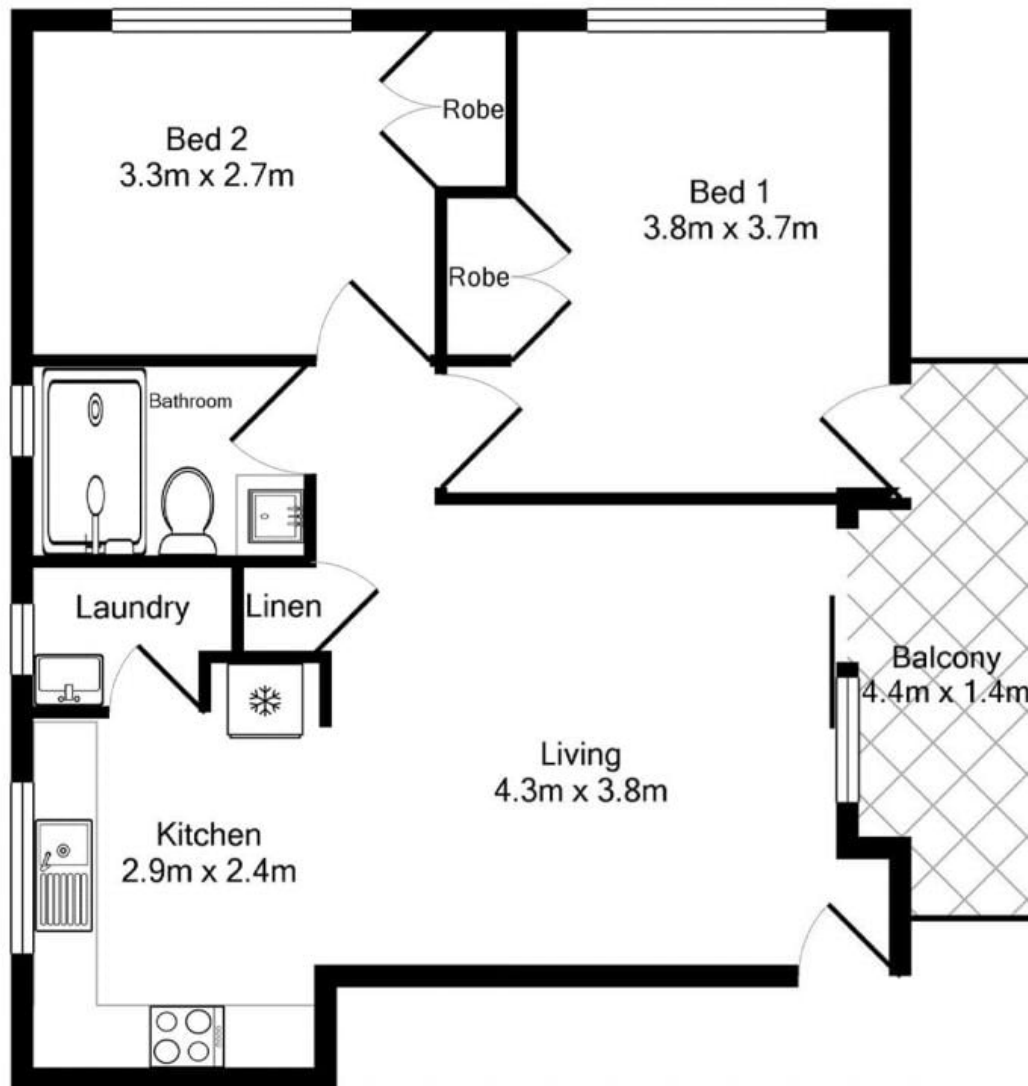 Bed 2
3.3m x 2.7m
Robe
Bed 1
3.8m x 3.7m
Robe
Bathroom
Laundry
Linen
Balcony
4.4m x 1.4m
Living
4.3m x 3.8m
Kitchen
2.9m x 2.4m